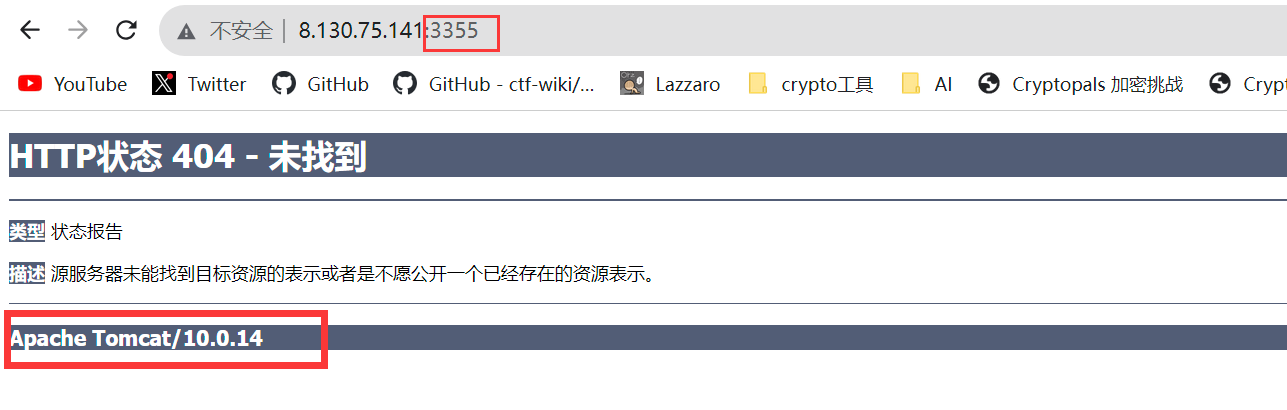 不安全 | 8.130.75.141:3355
YouTube Twitter GitHub GitHub - ctf-wiki/... Lazzaro crypto工具 AI Cryptopals 加密挑战 Crypt
HTTP状态 404 - 未找到
类型 状态报告
描述 源服务器未能找到目标资源的表示或者是不愿公开一个已经存在的资源表示。
Apache Tomcat/10.0.14